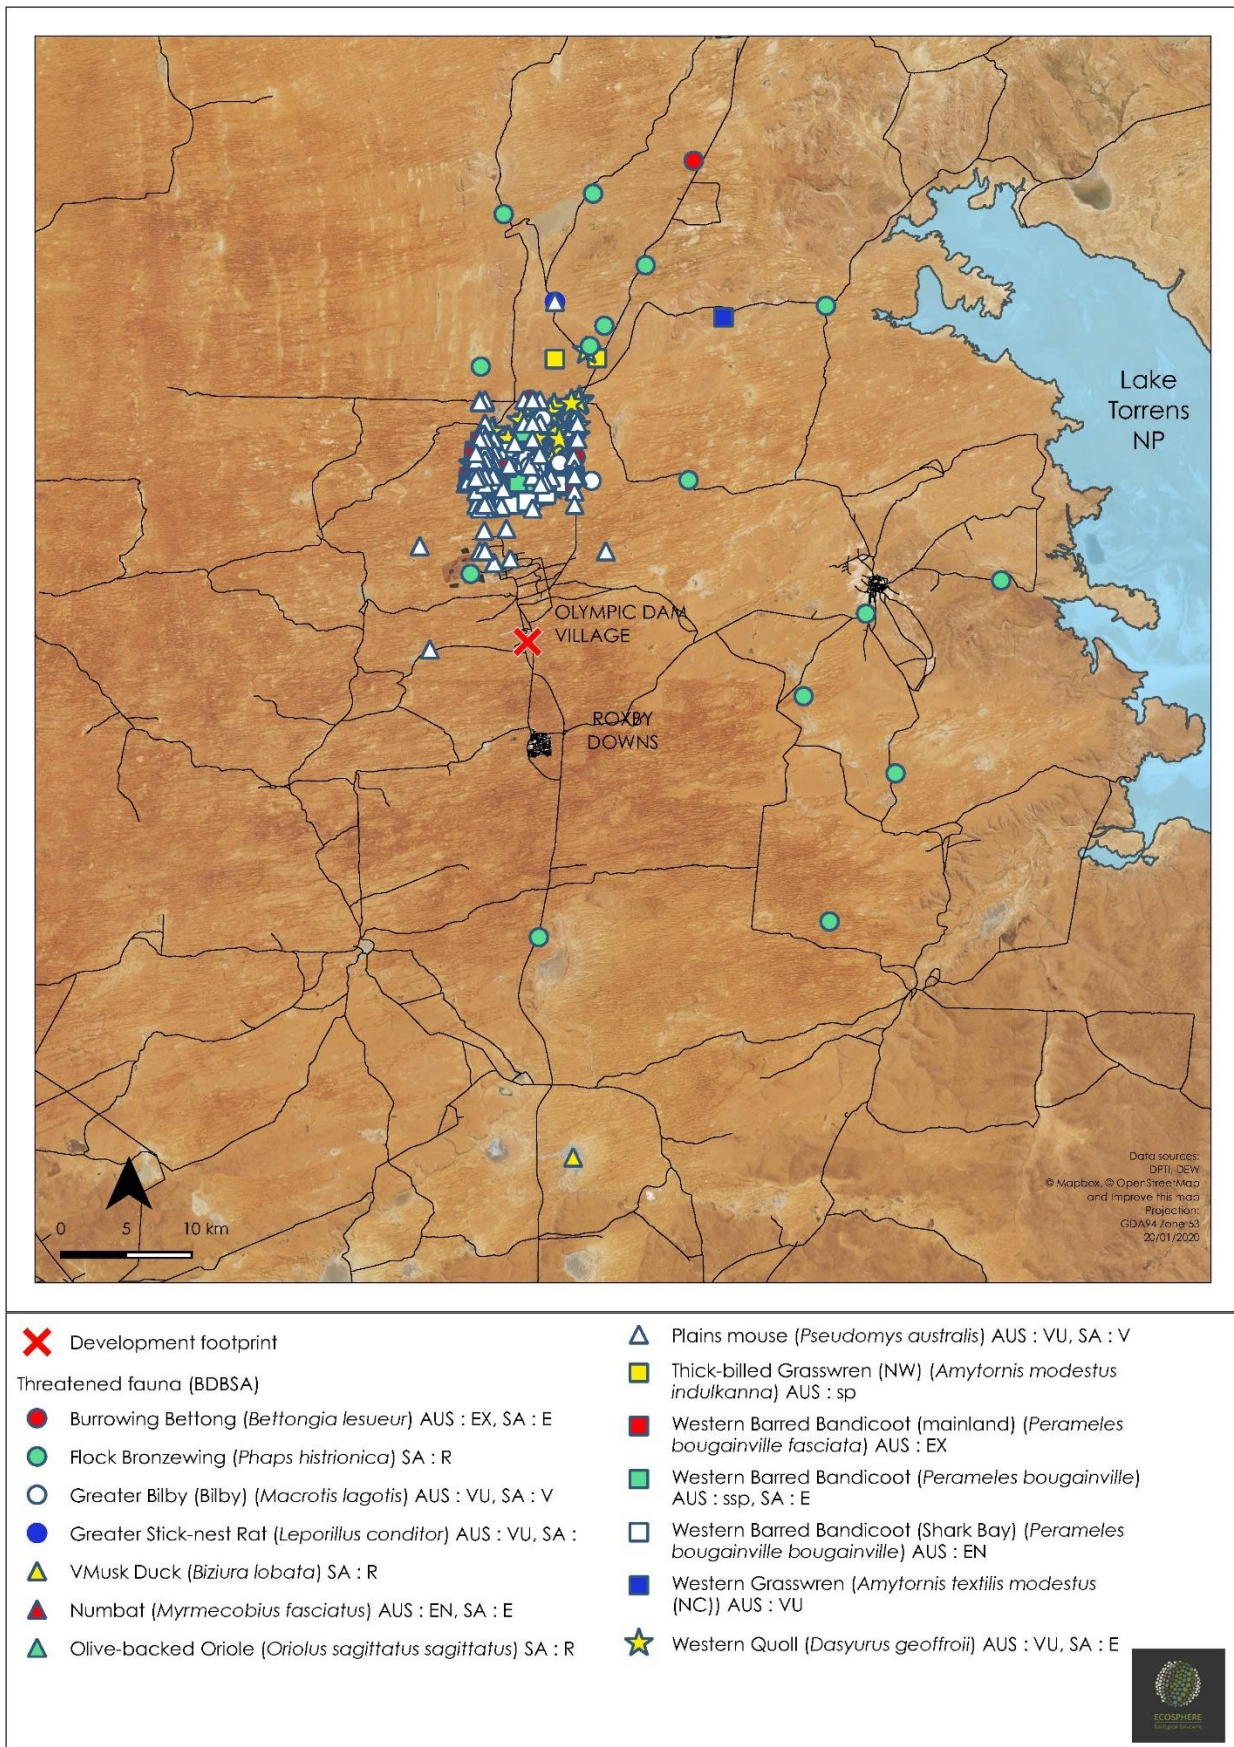 Lake
Torrens
NP
OLYMPIC DAM
VILLAGE
ROXBY
DOWNS
Data sources:
DPTI, DEW
© Mapbox, © OpenStreetMap
and Improve this map
Projection:
GDA94 Zone 53
20/01/2020
0 5 10 km
Development footprint
Threatened fauna (BDBSA)
Burrowing Bettong (Bettongia lesueur) AUS : EX, SA : E
Flock Bronzewing (Phaps histrionica) SA : R
Greater Bilby (Bilby) (Macrotis lagotis) AUS : VU, SA : V
Greater Stick-nest Rat (Leporillus conditor) AUS : VU, SA :
VMusk Duck (Biziura lobata) SA : R
Numbat (Myrmecobius fasciatus) AUS : EN, SA : E
Olive-backed Oriole (Oriolus sagittatus sagittatus) SA : R
Plains mouse (Pseudomys australis) AUS : VU, SA : V
Thick-billed Grasswren (NW) (Amytornis modestus
indulkanna) AUS : sp
Western Barred Bandicoot (mainland) (Perameles
bougainville fasciata) AUS : EX
Western Barred Bandicoot (Perameles bougainville)
AUS : ssp, SA : E
Western Barred Bandicoot (Shark Bay) (Perameles
bougainville bougainville) AUS : EN
Western Grasswren (Amytornis textilis modestus
(NC)) AUS : VU
Western Quoll (Dasyurus geoffroii) AUS : VU, SA : E
ECOSPHERE
Ecological Solutions